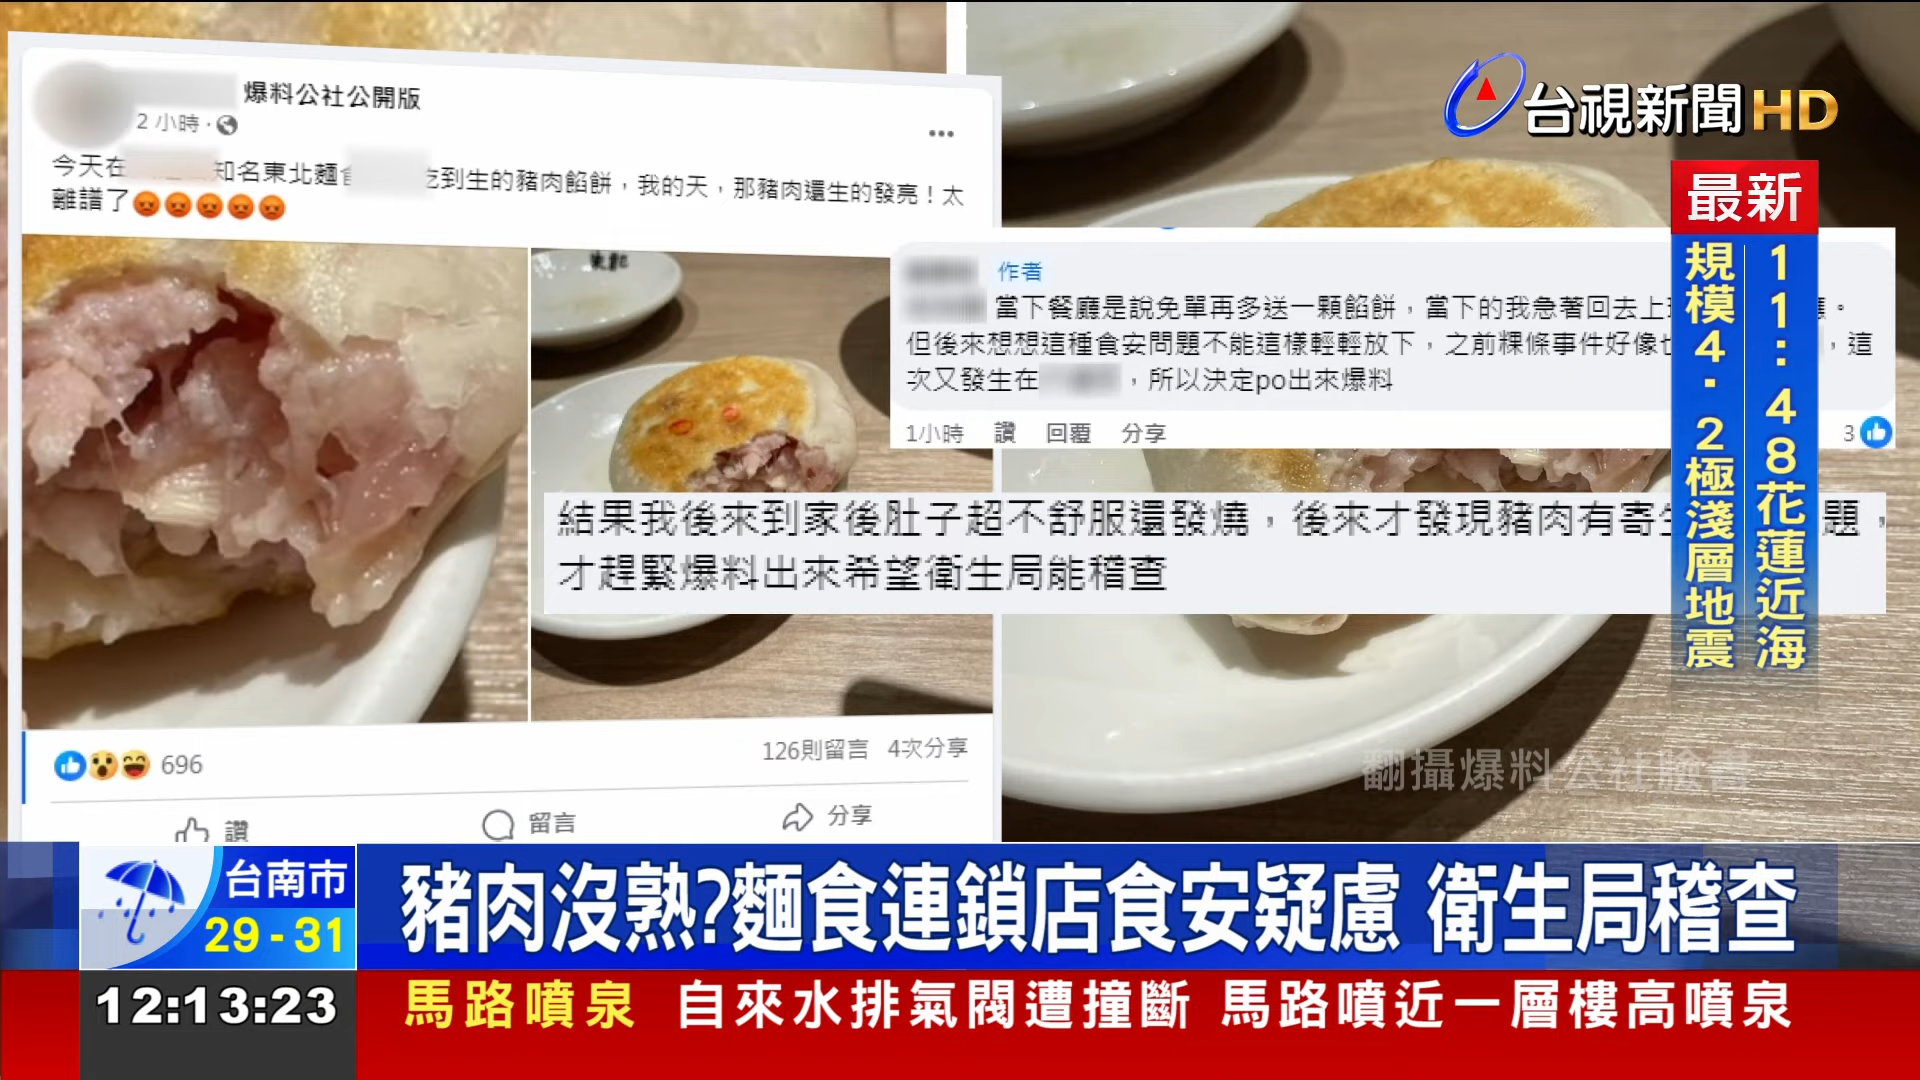 爆料公社公開版
2 小時
今天在 知名東北麵 吃到生的豬肉餡餅，我的天，那豬肉還生的發亮！太
離譜了
作者
當下餐廳是說免單再多送一顆餡餅，當下的我急著回去上
但後來想想這種食安問題不能這樣輕輕放下，之前粿條事件好像 ，這
次又發生在 ，所以決定po出來爆料
1小時 讚 回覆 分享
3
結果我後來到家後肚子超不舒服還發燒，後來才發現豬肉有寄 題，
才趕緊爆料出來希望衛生局能稽查
696
126則留言 4次分享
讚 留言 分享
台視新聞HD
最新
11：48花蓮近海
規模4．2極淺層地震
翻攝爆料公社臉書
台南市
29-31
豬肉沒熟?麵食連鎖店食安疑慮 衛生局稽查
12:13:23
馬路噴泉 自來水排氣閥遭撞斷 馬路噴近一層樓高噴泉